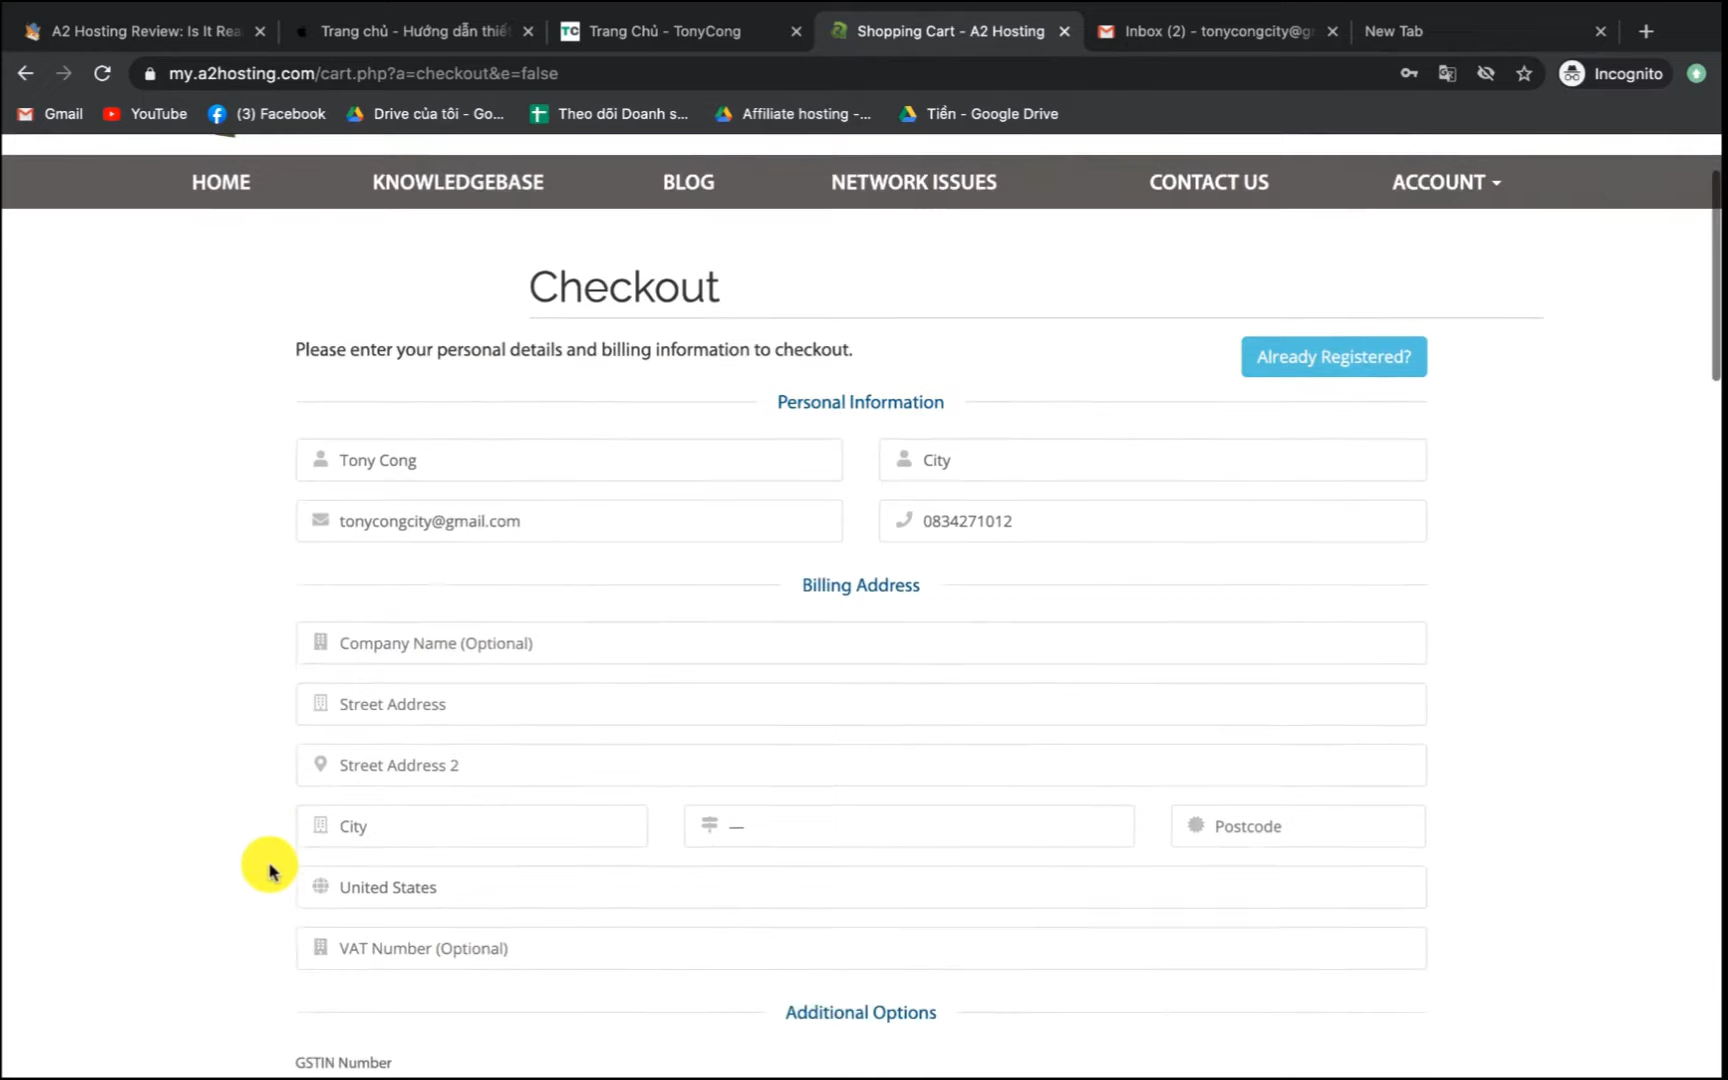 A2 Hosting Review: Is It Rea
Trang chủ - Hướng dẫn thiế
TC Trang Chủ - TonyCong
Shopping Cart - A2 Hosting
Inbox (2) - tonycongcity@g
New Tab
my.a2hosting.com/cart.php?a=checkout&e=false
Incognito
Gmail
YouTube
(3) Facebook
Drive của tôi - Go...
Theo dõi Doanh s...
Affiliate hosting -...
Tiền - Google Drive
HOME
KNOWLEDGEBASE
BLOG
NETWORK ISSUES
CONTACT US
ACCOUNT
Checkout
Please enter your personal details and billing information to checkout.
Already Registered?
Personal Information
Tony Cong
City
tonycongcity@gmail.com
0834271012
Billing Address
Company Name (Optional)
Street Address
Street Address 2
City
—
Postcode
United States
VAT Number (Optional)
Additional Options
GSTIN Number